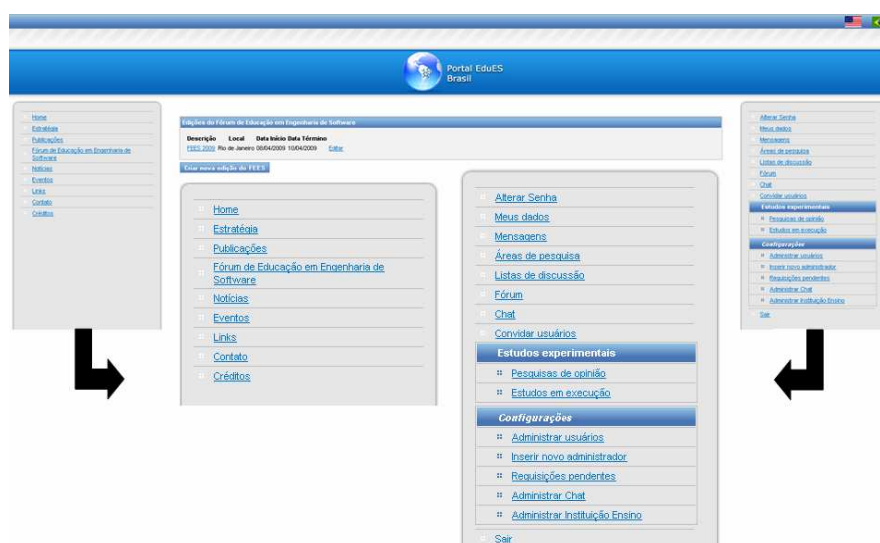 Portal EduES
Brasil
Home
Estratégia
Publicações
Fórum de Educação em Engenharia de
Software
Notícias
Eventos
Links
Contato
Créditos
Edições do Fórum de Educação em Engenharia de Software
Descrição Local Data Início Data Término
FEES 2009 Rio de Janeiro 08/04/2009 10/04/2009 Editar
Criar nova edição do FEES
Home
Estratégia
Publicações
Fórum de Educação em Engenharia de
Software
Notícias
Eventos
Links
Contato
Créditos
Alterar Senha
Meus dados
Mensagens
Áreas de pesquisa
Listas de discussão
Fórum
Chat
Convidar usuários
Estudos experimentais
Pesquisas de opinião
Estudos em execução
Configurações
Administrar usuários
Inserir novo administrador
Requisições pendentes
Administrar Chat
Administrar Instituição Ensino
Sair
Alterar Senha
Meus dados
Mensagens
Áreas de pesquisa
Listas de discussão
Fórum
Chat
Convidar usuários
Estudos experimentais
Pesquisas de opinião
Estudos em execução
Configurações
Administrar usuários
Inserir novo administrador
Requisições pendentes
Administrar Chat
Administrar Instituição Ensino
Sair